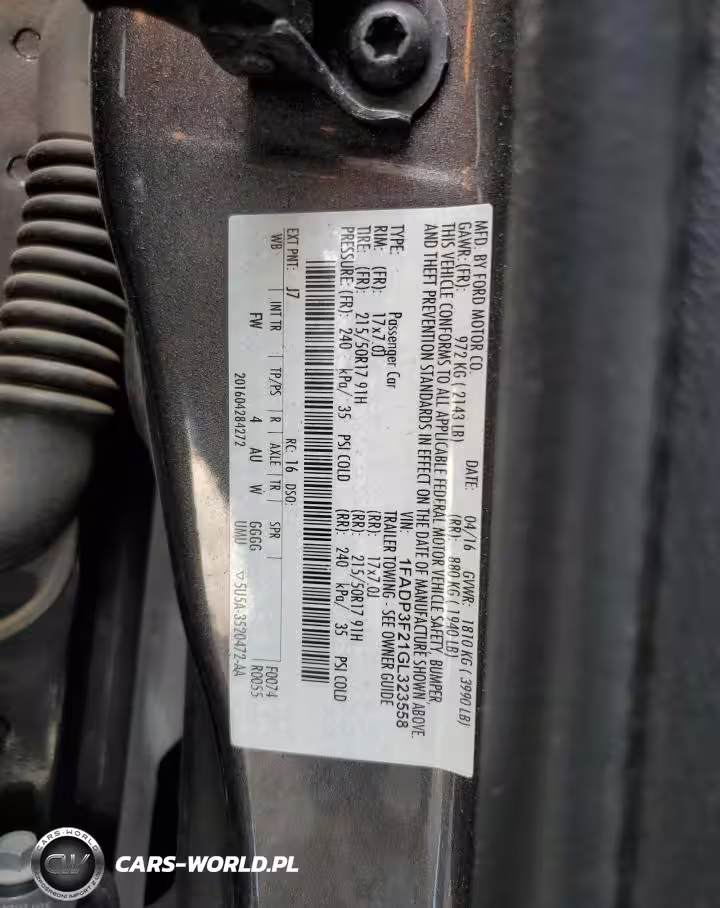 MFD. BY FORD MOTOR CO. DATE: 04/16 GVWR: 1810 KG ( 3990 LB)
GAWR: (FR): 972 KG ( 2143 LB) (RR): 880 KG ( 1940 LB)
THIS VEHICLE CONFORMS TO ALL APPLICABLE FEDERAL MOTOR VEHICLE SAFETY, BUMPER,
AND THEFT PREVENTION STANDARDS IN EFFECT ON THE DATE OF MANUFACTURE SHOWN ABOVE.
VIN: 1FADP3F21GL323558
TYPE: Passenger Car TRAILER TOWING - SEE OWNER GUIDE
RIM: (FR): 17x7.0J (RR): 17x7.0J
TIRE: (FR): 215/50R17 91H (RR): 215/50R17 91H
PRESSURE: (FR): 240 kPa/ 35 PSI COLD (RR): 240 kPa/ 35 PSI COLD
EXT PNT: J7 RC: 16 DSO: F0074
WB INT TR TP/PS R AXLE TR SPR R0055
FW 4 AU W GGGG
UMU
201604284272 ▽5U5A-3520472-AA
CARS-WORLD
CW
CARS-WORLD.PL